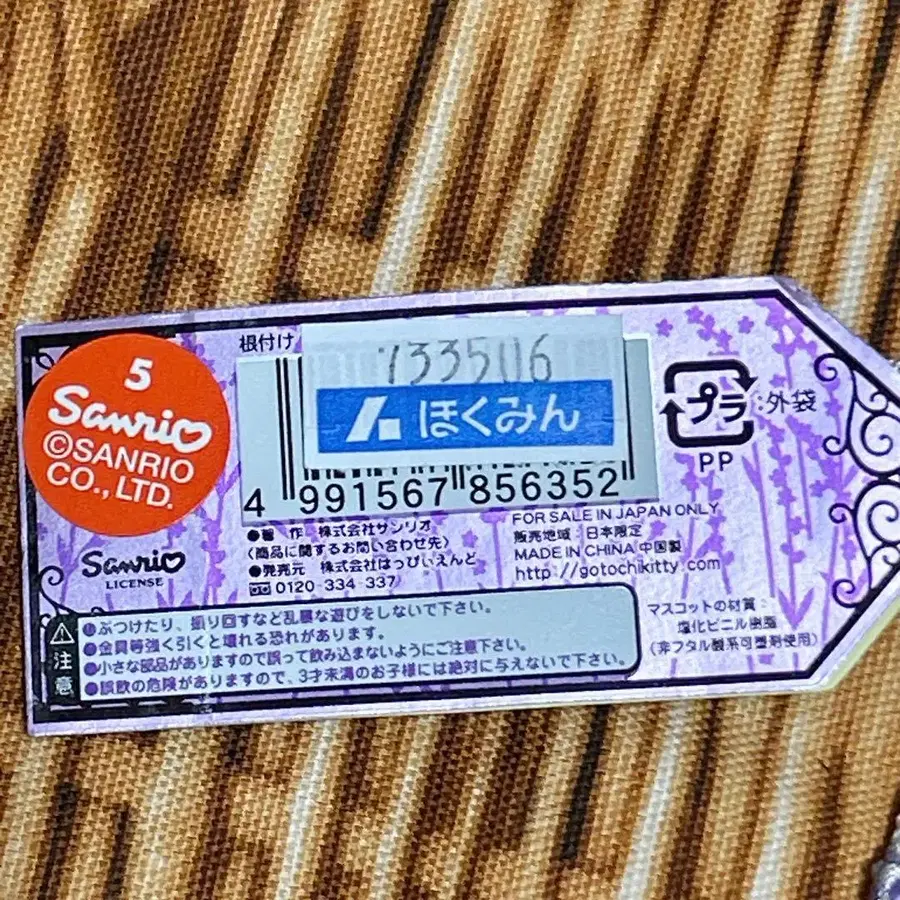 5
Sanrio
©SANRIO
CO., LTD.
Sanrio
LICENSE
根付け
733506
ほくみん
4 991567 856352
プラ :外袋
PP
●著 作 株式会社サンリオ
〈商品に関するお問い合わせ先〉
●発売元 株式会社はっぴぃえんど
0120-334-337
FOR SALE IN JAPAN ONLY
販売地域:日本限定
MADE IN CHINA 中国製
http://gotochikitty.com
マスコットの材質:
塩化ビニル樹脂
(非フタル酸系可塑剤使用)
注意
●ぶつけたり、振り回すなど乱暴な遊びをしないで下さい。
●金具等強く引くと壊れる恐れがあります。
●小さな部品がありますので誤って飲み込まないようにご注意下さい。
●誤飲の危険がありますので、3才未満のお子様には絶対に与えないで下さい。